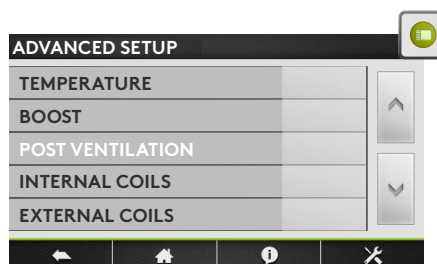 ADVANCED SETUP
TEMPERATURE
BOOST
POST VENTILATION
INTERNAL COILS
EXTERNAL COILS